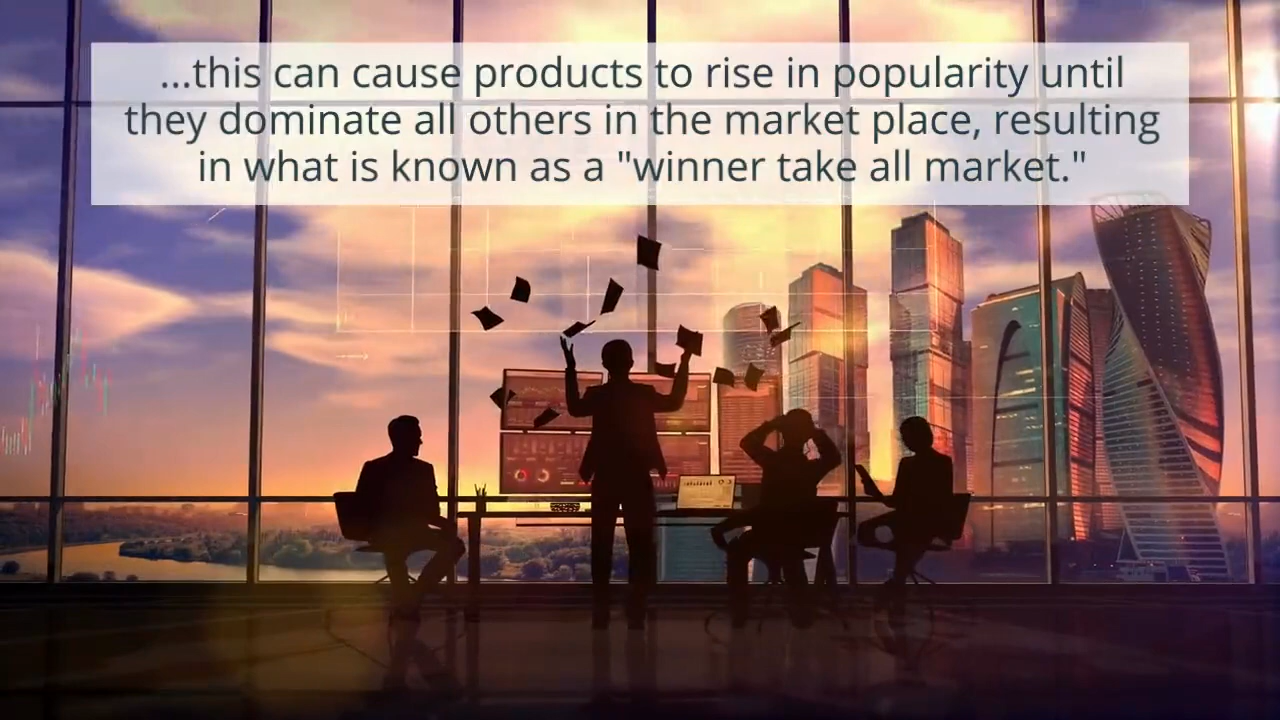 ...this can cause products to rise in popularity until
they dominate all others in the market place, resulting
in what is known as a "winner take all market."